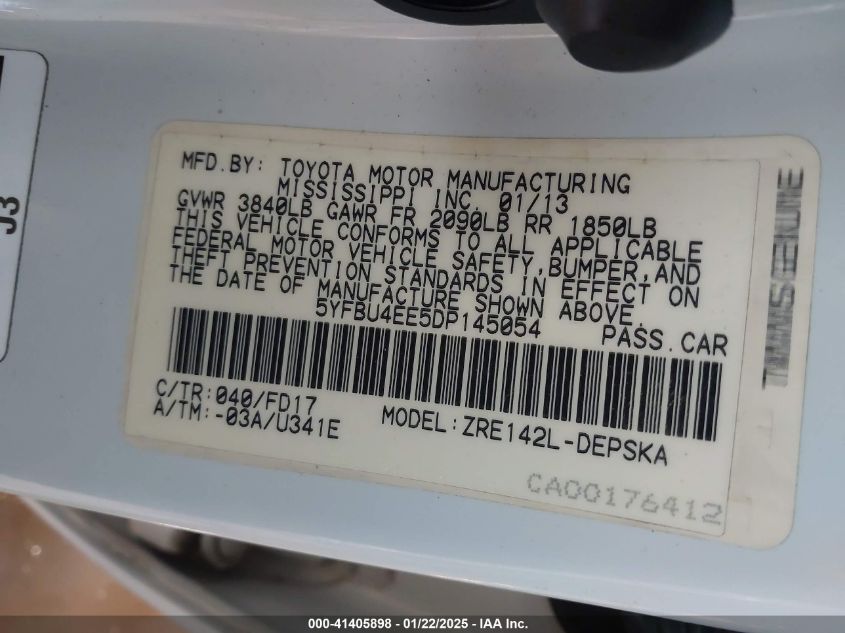 MFD.BY: TOYOTA MOTOR MANUFACTURING
MISSISSIPPI INC. 01/13
GVWR 3840LB GAWR FR 2090LB RR 1850LB
THIS VEHICLE CONFORMS TO ALL APPLICABLE
FEDERAL MOTOR VEHICLE SAFETY,BUMPER,AND
THEFT PREVENTION STANDARDS IN EFFECT ON
THE DATE OF MANUFACTURE SHOWN ABOVE.
5YFBU4EE5DP145054 PASS.CAR
C/TR:040/FD17
A/TM:-03A/U341E MODEL:ZRE142L-DEPSKA
CA00176412
J3
000-41405898 - 01/22/2025 - IAA Inc.